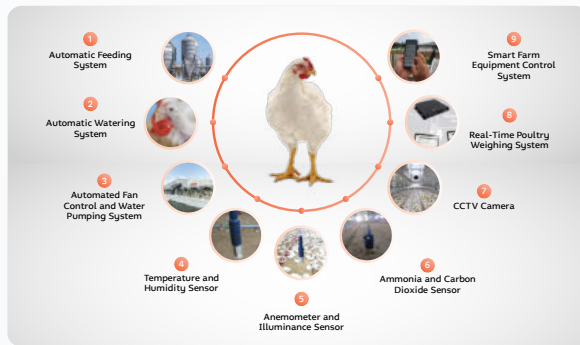 1
Automatic Feeding
System
2
Automatic Watering
System
3
Automated Fan
Control and Water
Pumping System
4
Temperature and
Humidity Sensor
5
Anemometer and
Illuminance Sensor
6
Ammonia and Carbon
Dioxide Sensor
7
CCTV Camera
8
Real-Time Poultry
Weighing System
9
Smart Farm
Equipment Control
System